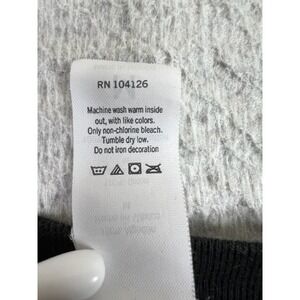 RN 104126
Machine wash warm inside
out, with like colors.
Only non-chlorine bleach.
Tumble dry low.
Do not iron decoration